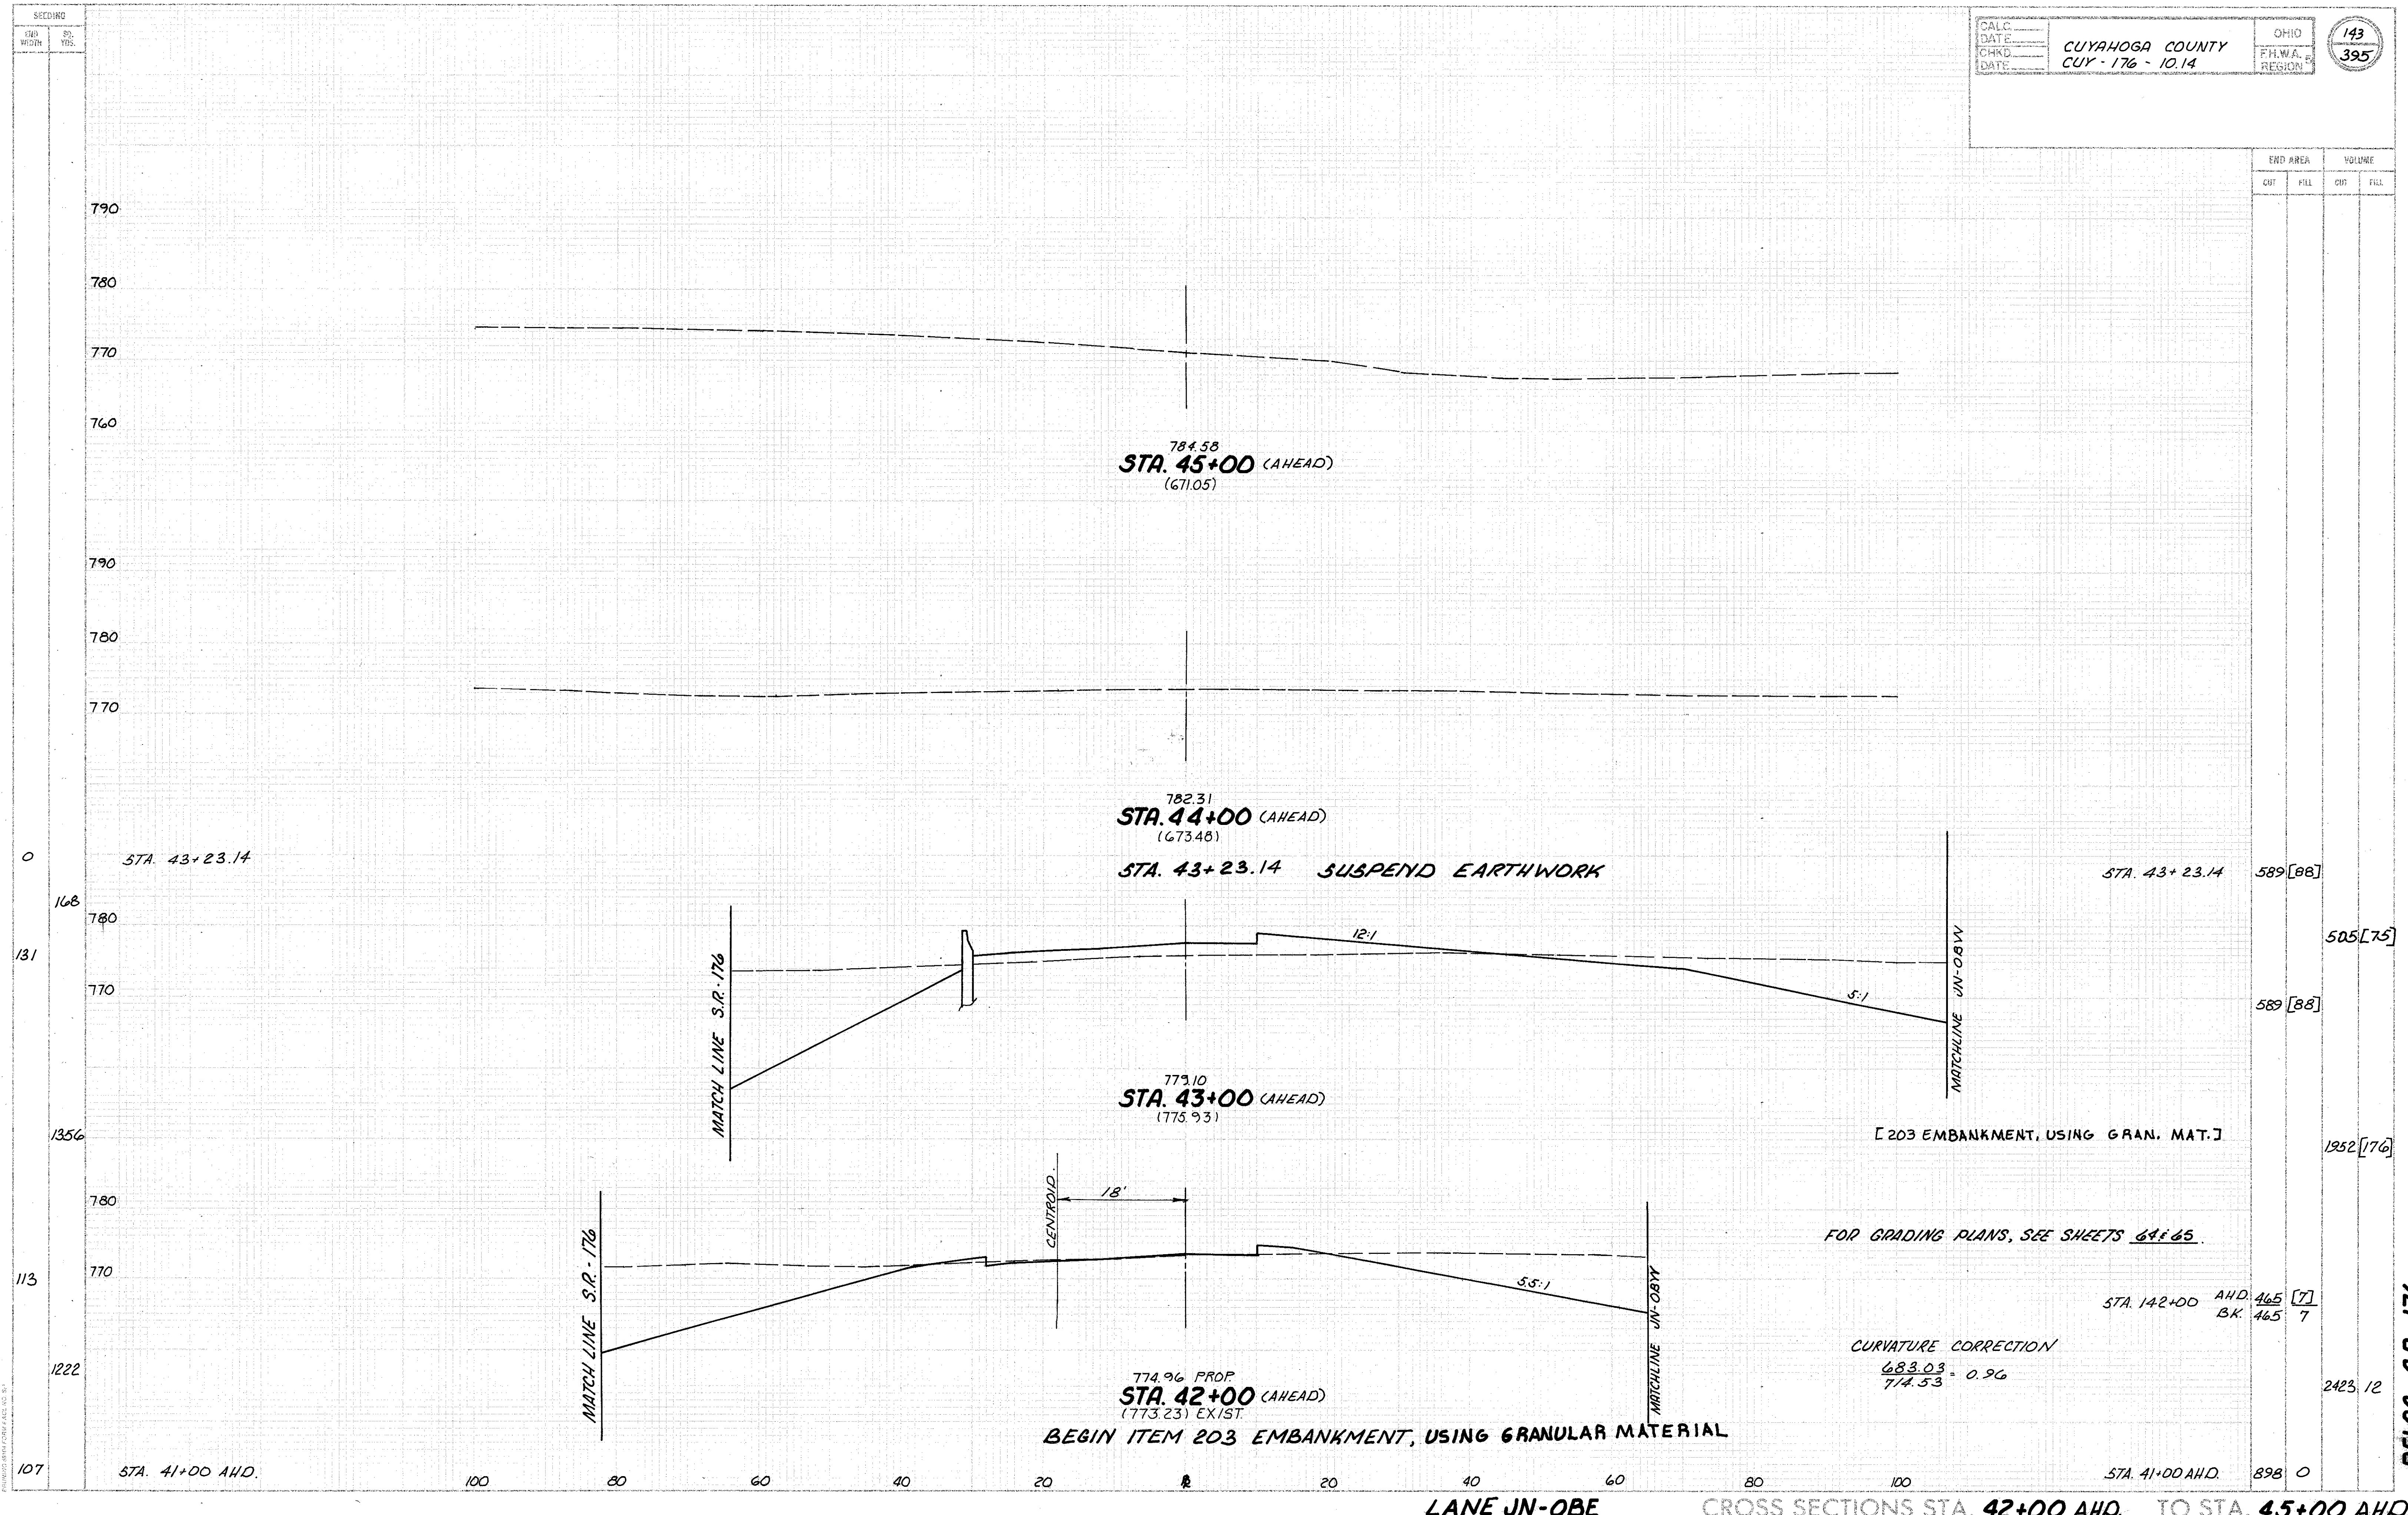 SEEDING
END WIDTH
SQ. YDS.
CALC.
DATE
CHKD.
DATE
CUYAHOGA COUNTY
CUY - 176 - 10.14
OHIO
F.H.W.A. 5
REGION
143
395
END AREA
VOLUME
CUT FILL CUT FILL
790
780
770
760
784.58
STA. 45+00 (AHEAD)
(671.05)
790
780
770
782.31
STA. 44+00 (AHEAD)
(673.48)
0
STA. 43+23.14
STA. 43+23.14 SUSPEND EARTHWORK
STA. 43+23.14 589 [88]
168
780
505 [75]
131
12:1
MATCH LINE S.R.-176
MATCHLINE JN-OBW
770
5:1
589 [88]
779.10
STA. 43+00 (AHEAD)
(775.93)
1356
[203 EMBANKMENT, USING GRAN. MAT.]
1952 [176]
780
CENTROID
18'
FOR GRADING PLANS, SEE SHEETS 64 & 65.
MATCH LINE S.R.-176
113
770
5.5:1
MATCHLINE JN-OBW
STA. 142+00 AHD. 465 [7]
BK. 465 7
CURVATURE CORRECTION
683.03
714.53 = 0.96
1222
774.96 PROP.
STA. 42+00 (AHEAD)
(773.23) EXIST.
2423 12
BEGIN ITEM 203 EMBANKMENT, USING GRANULAR MATERIAL
107
STA. 41+00 AHD.
STA. 41+00 AHD. 898 0
100 80 60 40 20 ℞ 20 40 60 80 100
LANE JN-OBE
CROSS SECTIONS STA. 42+00 AHD. TO STA. 45+00 AHD